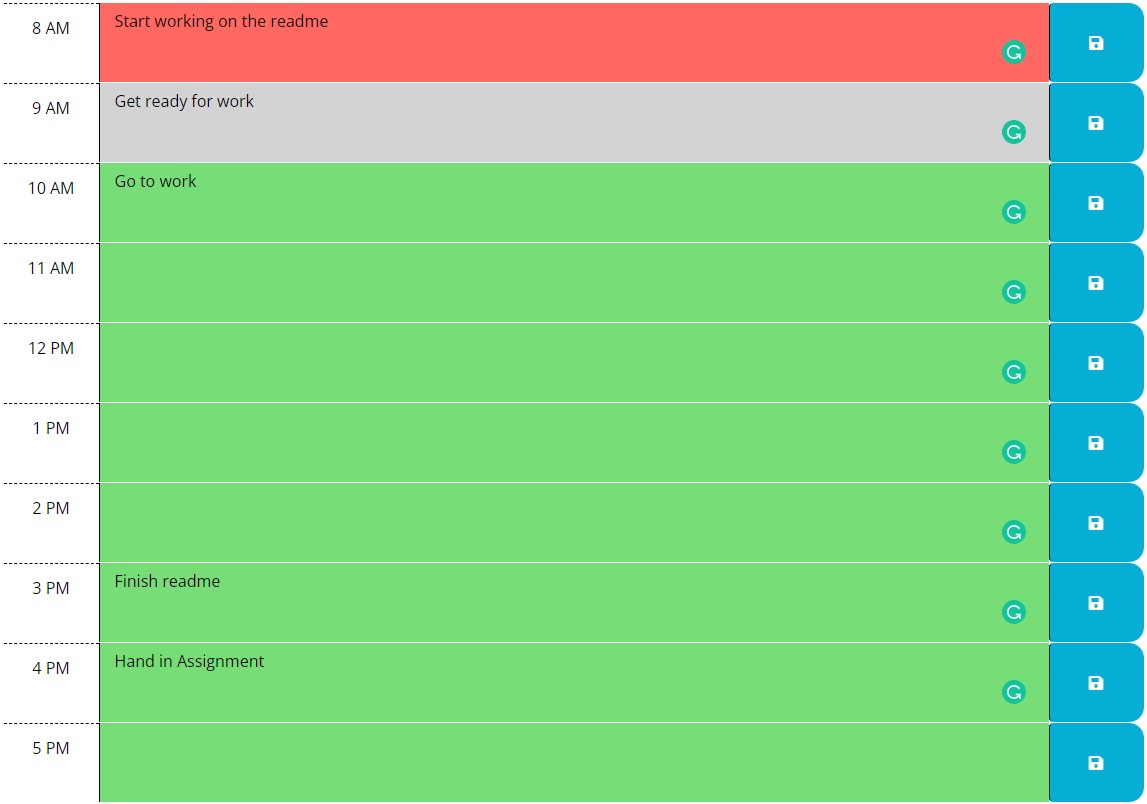 8 AM
Start working on the readme
9 AM
Get ready for work
10 AM
Go to work
11 AM
12 PM
1 PM
2 PM
3 PM
Finish readme
4 PM
Hand in Assignment
5 PM